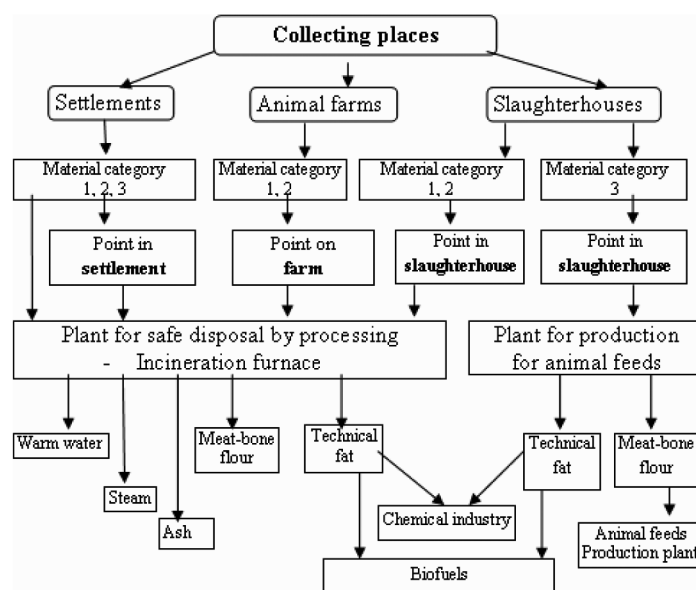 Collecting places
Settlements
Animal farms
Slaughterhouses
Material category
1, 2, 3
Material category
1, 2
Material category
1, 2
Material category
3
Point in
settlement
Point on
farm
Point in
slaughterhouse
Point in
slaughterhouse
Plant for safe disposal by processing
- Incineration furnace
Plant for production
for animal feeds
Warm water
Steam
Ash
Meat-bone
flour
Technical
fat
Technical
fat
Meat-bone
flour
Chemical industry
Animal feeds
Production plant
Biofuels